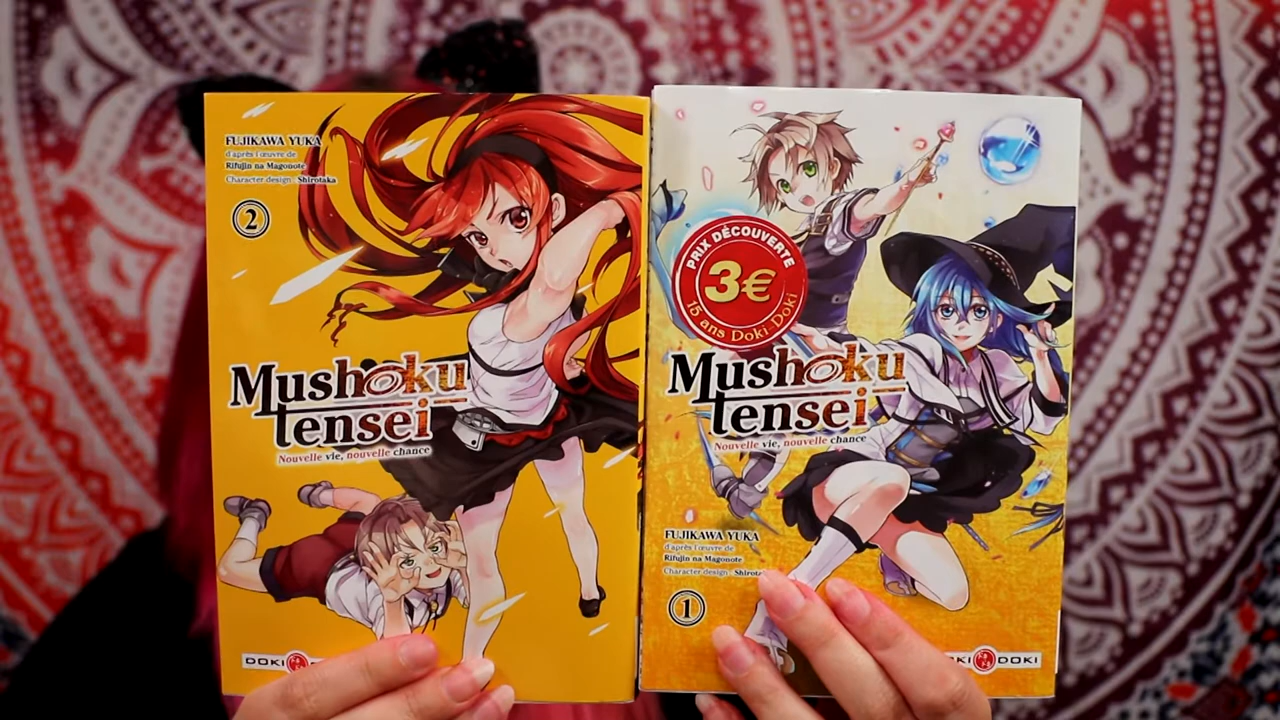 FUJIKAWA YUKA
d'après l'œuvre de
Rifujin na Magonote
Character design : Shirotaka
2
Mushoku
tensei
Nouvelle vie, nouvelle chance
DOKI
PRIX DÉCOUVERTE
3€
15 ans Doki-Doki
Mushoku
tensei
Nouvelle vie, nouvelle chance
FUJIKAWA YUKA
d'après l'œuvre de
Rifujin na Magonote
Character design :
1
DOKI